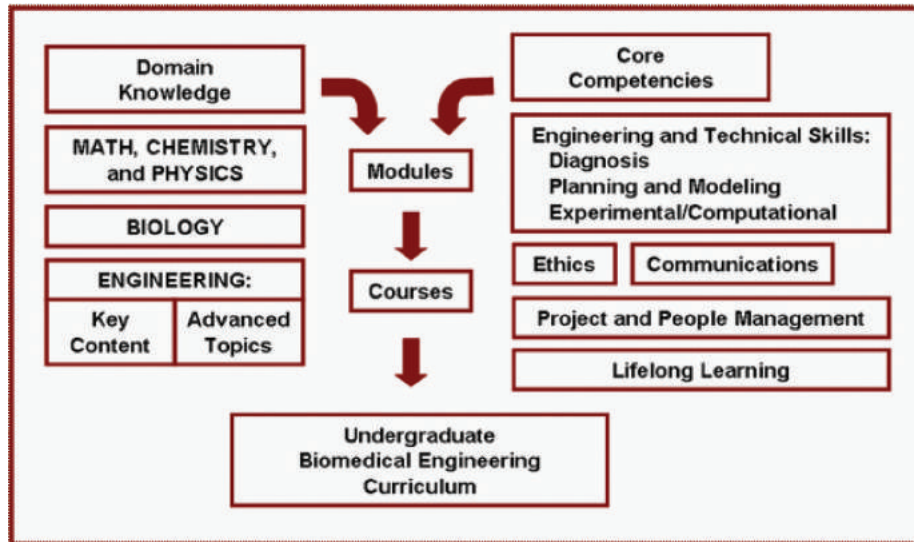 Domain
Knowledge
MATH, CHEMISTRY,
and PHYSICS
BIOLOGY
ENGINEERING:
Key
Content
Advanced
Topics
Modules
Courses
Undergraduate
Biomedical Engineering
Curriculum
Core
Competencies
Engineering and Technical Skills:
Diagnosis
Planning and Modeling
Experimental/Computational
Ethics
Communications
Project and People Management
Lifelong Learning